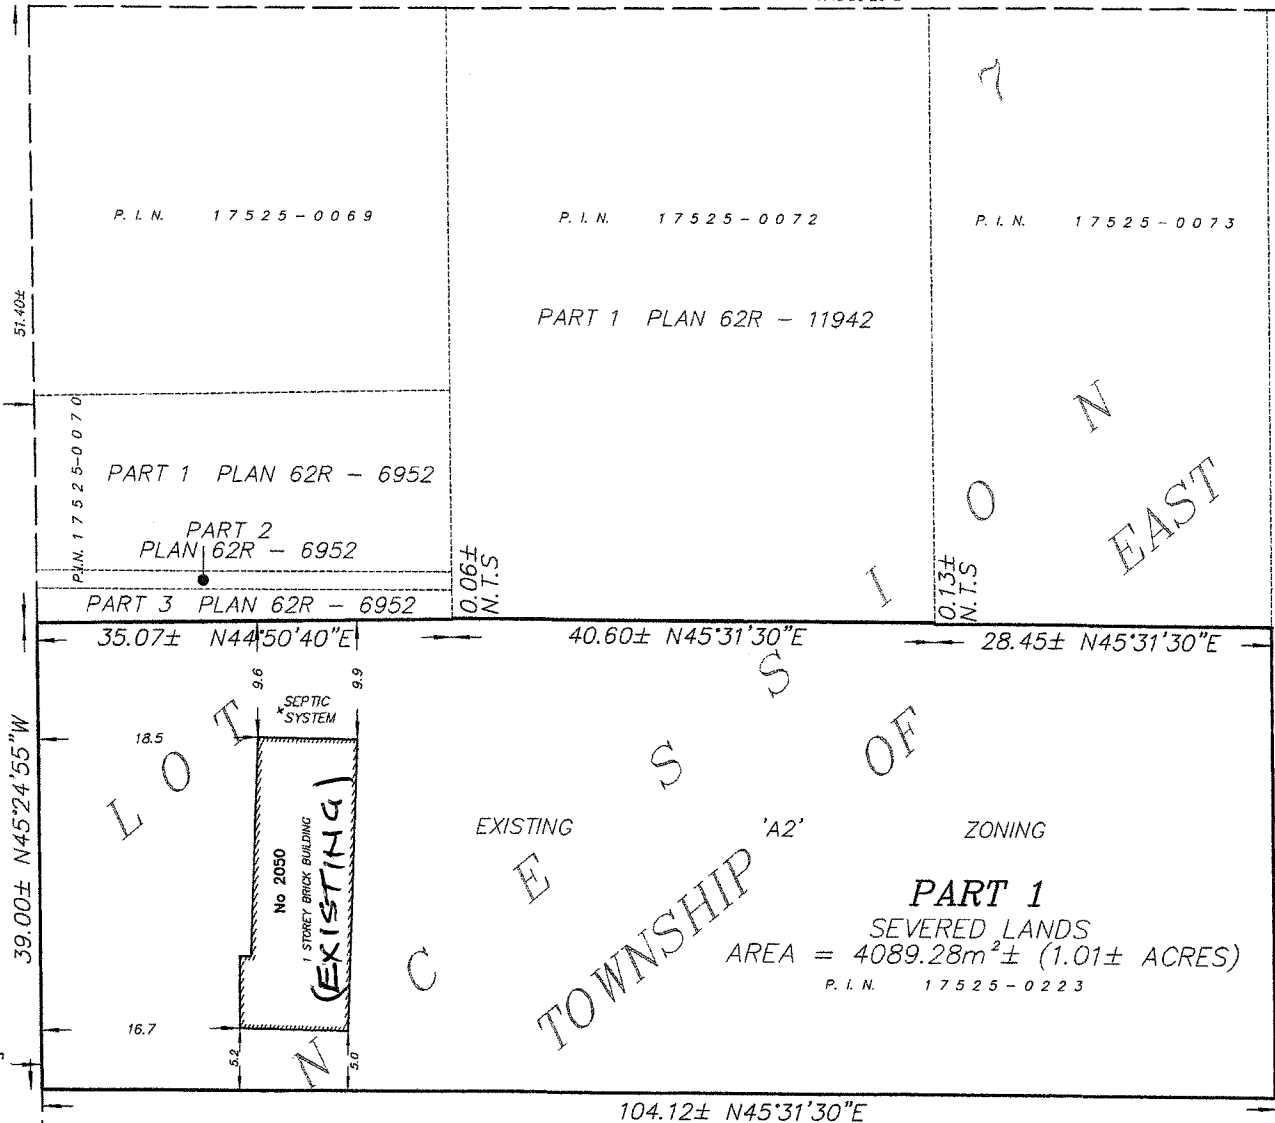 P. I. N. 17525-0069
P. I. N. 17525-0072
P. I. N. 17525-0073
PART 1 PLAN 62R - 11942
51.40±
P.I.N. 17525-0070
PART 1 PLAN 62R - 6952
PART 2
PLAN 62R - 6952
PART 3 PLAN 62R - 6952
0.06±
N.T.S
0.13±
N.T.S
35.07± N44°50'40"E
40.60± N45°31'30"E
28.45± N45°31'30"E
9.6
9.9
SEPTIC
SYSTEM
18.5
39.00± N45°24'55"W
LOT
7
No 2050
1 STOREY BRICK BUILDING
(EXISTING)
EXISTING 'A2' ZONING
N C E S S I O N
TOWNSHIP OF
EAST
PART 1
SEVERED LANDS
AREA = 4089.28m²± (1.01± ACRES)
P. I. N. 17525-0223
16.7
5.2
5.0
104.12± N45°31'30"E